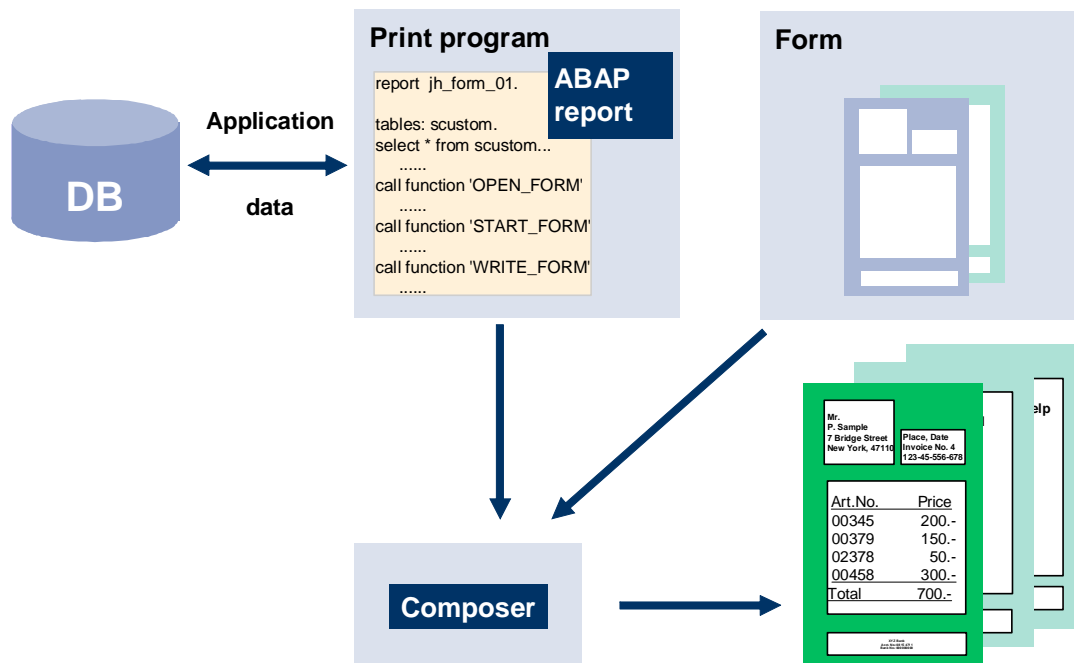 Print program
ABAP
report
report jh_form_01.
tables: scustom.
select * from scustom...
......
call function 'OPEN_FORM'
......
call function 'START_FORM'
......
call function 'WRITE_FORM'
......
Form
DB
Application
data
Composer
Mr.
P. Sample
7 Bridge Street
New York, 47110
Place, Date
Invoice No. 4
123-45-556-678
Art.No. Price
00345 200.-
00379 150.-
02378 50.-
00458 300.-
Total 700.-
XYZ Bank
elp